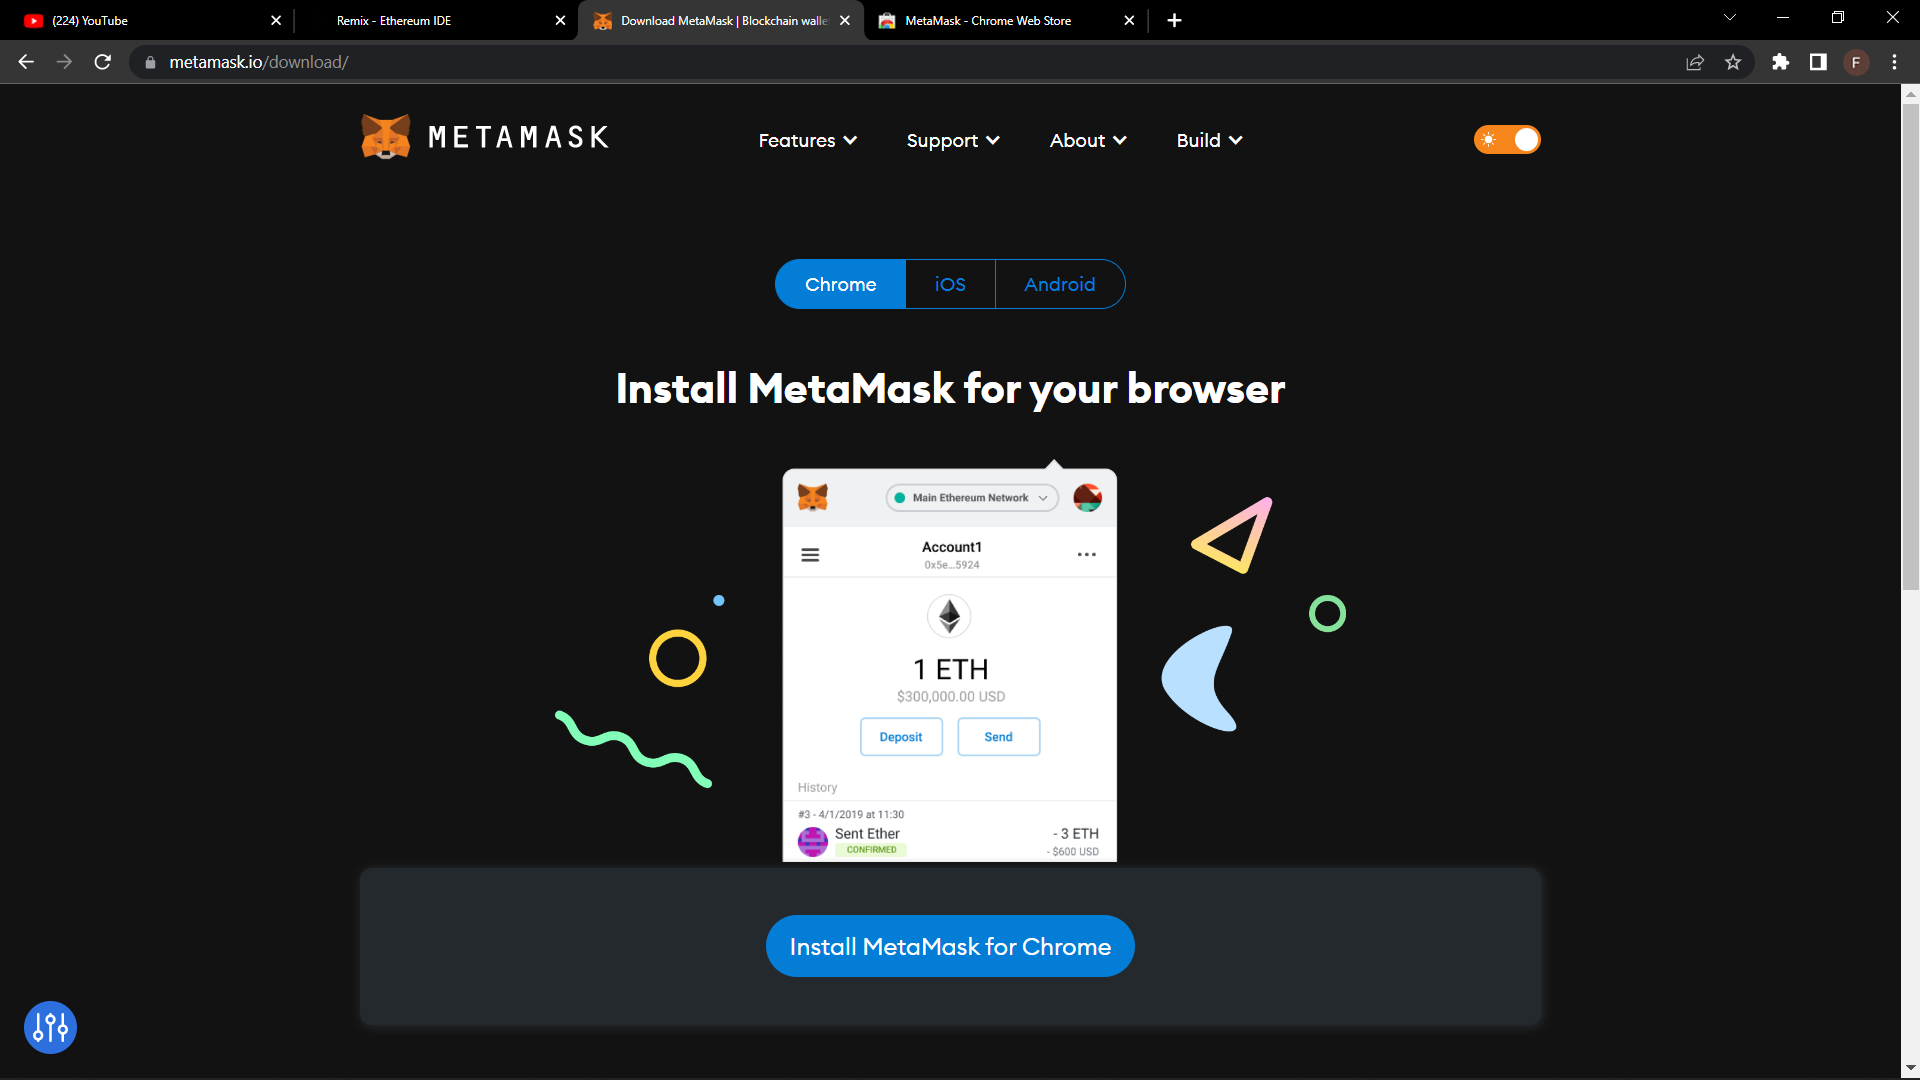 (224) YouTube
Remix - Ethereum IDE
Download MetaMask | Blockchain walle
MetaMask - Chrome Web Store
metamask.io/download/
F
METAMASK
Features
Support
About
Build
Chrome
iOS
Android
Install MetaMask for your browser
Main Ethereum Network
Account1
0x5e...5924
1 ETH
$300,000.00 USD
Deposit
Send
History
#3 - 4/1/2019 at 11:30
Sent Ether
- 3 ETH
CONFIRMED
- $600 USD
Install MetaMask for Chrome